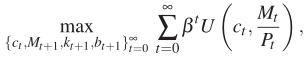 $$\max_{\{c_t, M_{t+1}, k_{t+1}, b_{t+1}\}_{t=0}^{\infty}} \sum_{t=0}^{\infty} \beta^t U\left(c_t, \frac{M_t}{P_t}\right),$$